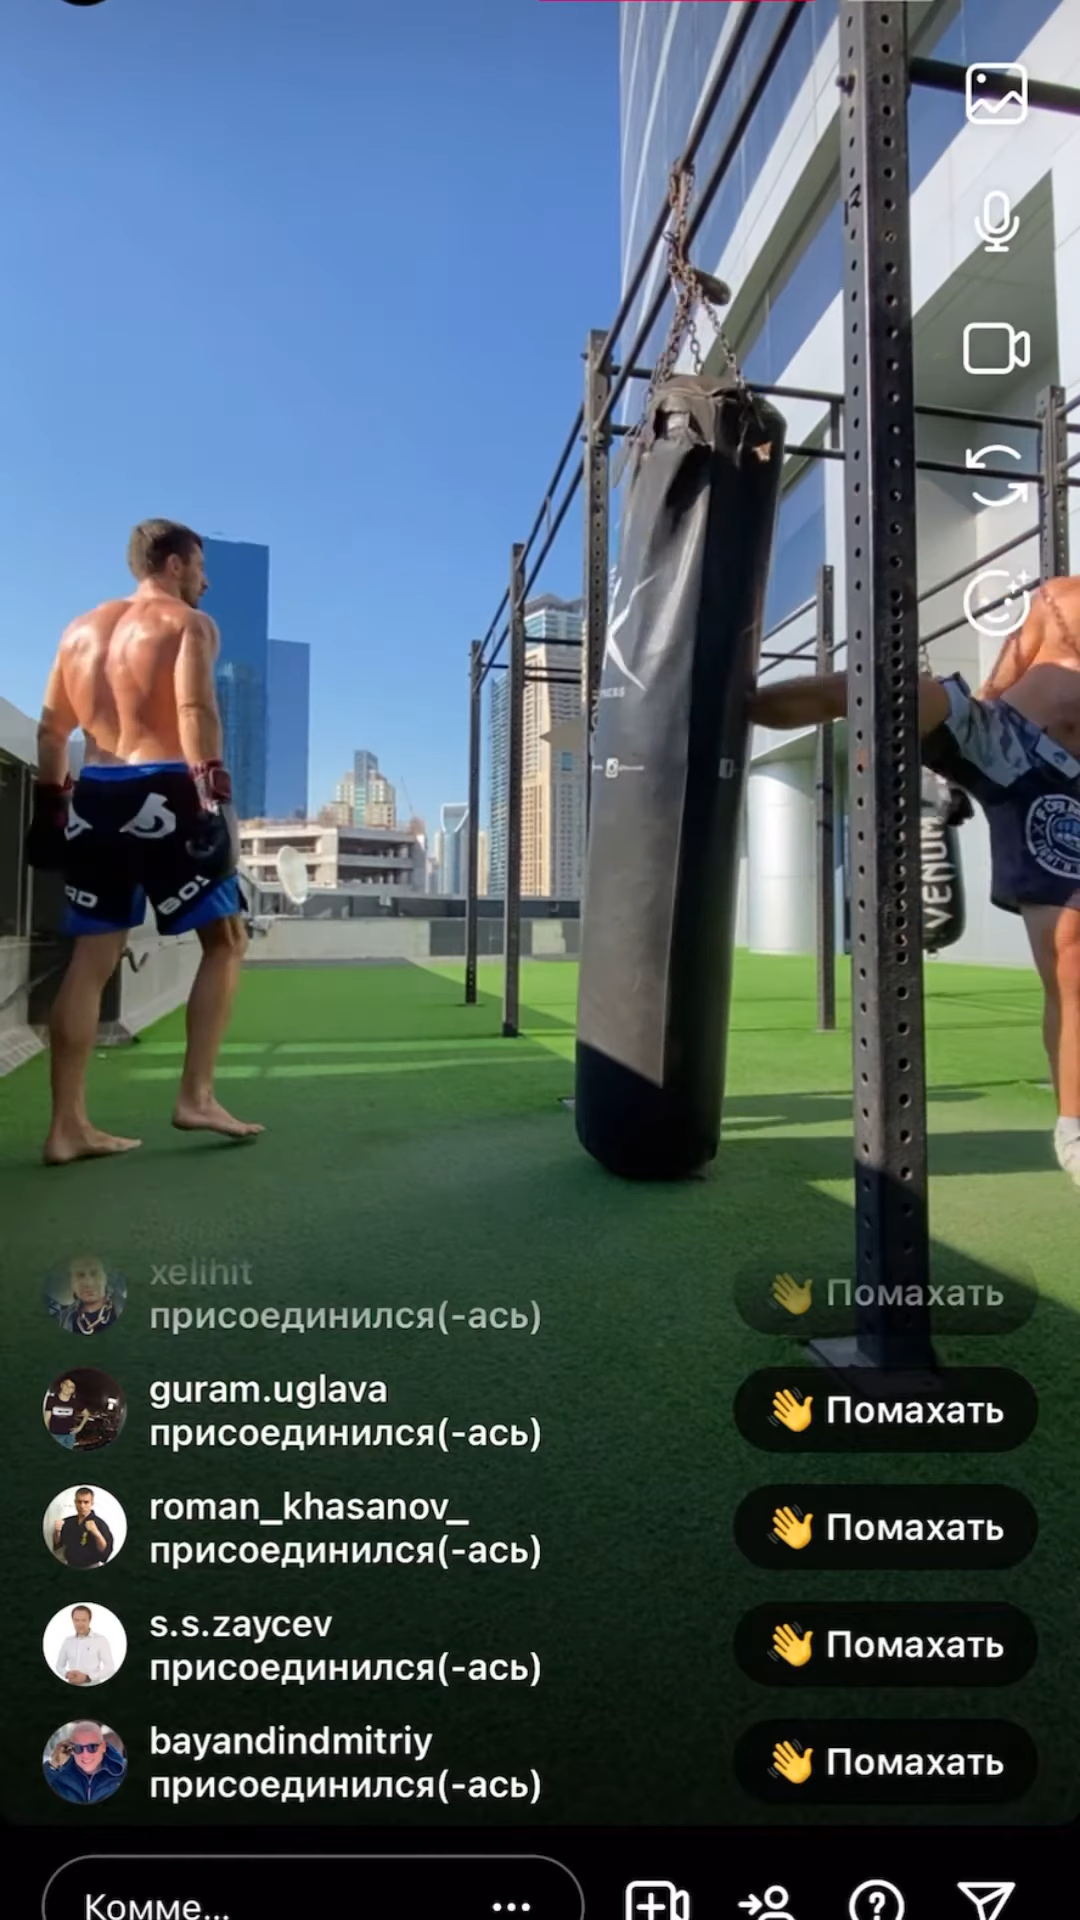 VENUM
xelihit
присоединился(-ась)
👋 Помахать
guram.uglava
присоединился(-ась)
👋 Помахать
roman_khasanov_
присоединился(-ась)
👋 Помахать
s.s.zaycev
присоединился(-ась)
👋 Помахать
bayandindmitriy
присоединился(-ась)
👋 Помахать
Комме...